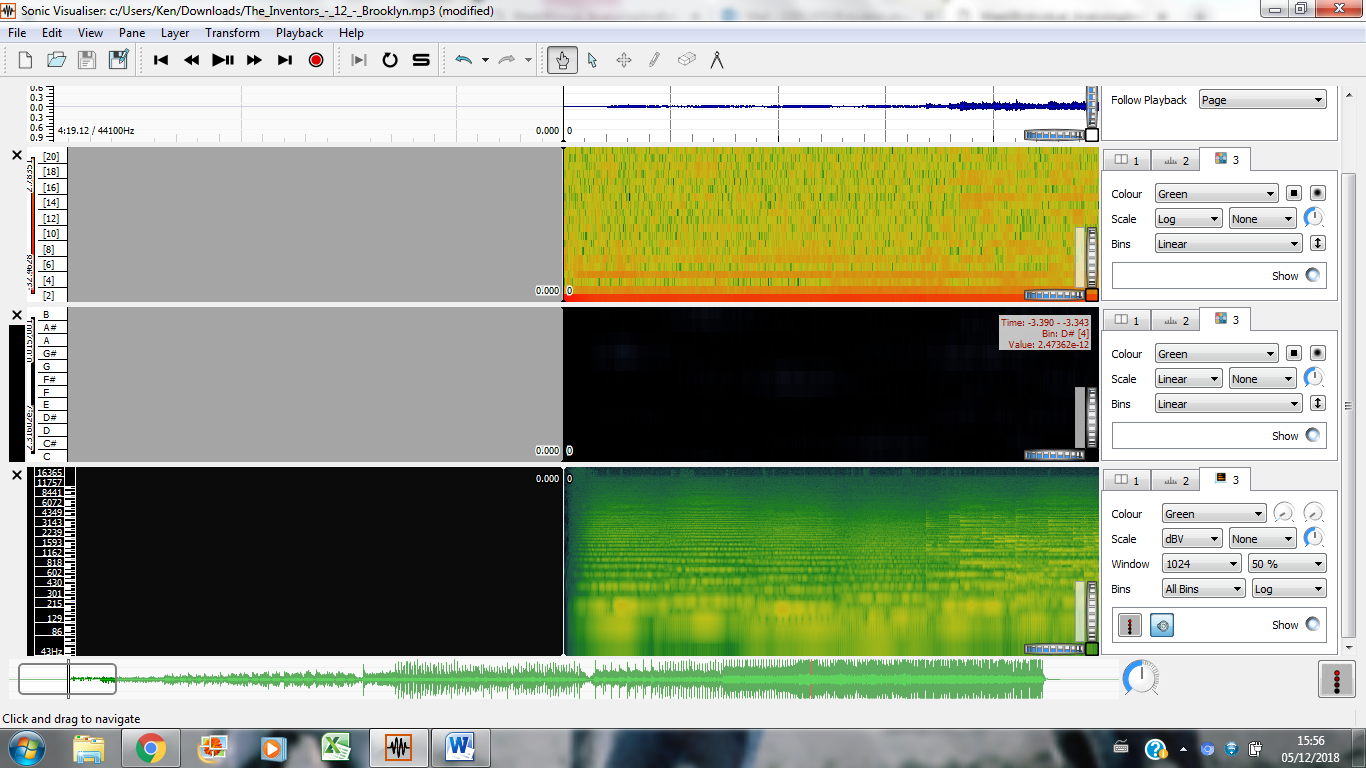 Sonic Visualiser: c:/Users/Ken/Downloads/The_Inventors_-_12_-_Brooklyn.mp3 (modified)
File Edit View Pane Layer Transform Playback Help
0.6
0.3
0.0
0.3
0.6
0.9
4:19.12 / 44100Hz
0.000
0
Follow Playback Page
[20]
[18]
[16]
[14]
[12]
[10]
[8]
[6]
[4]
[2]
0.000
0
1 2 3
Colour Green
Scale Log None
Bins Linear
Show
B
A#
A
G#
G
F#
F
E
D#
D
C#
C
0.000
0
Time: -3.390 - -3.343
Bin: D# [4]
Value: 2.47362e-12
1 2 3
Colour Green
Scale Linear None
Bins Linear
Show
16365
11757
8441
6072
4349
3143
2239
1593
1162
818
602
430
301
215
129
86
43Hz
0.000
0
1 2 3
Colour Green
Scale dBV None
Window 1024 50 %
Bins All Bins Log
Show
Click and drag to navigate
15:56
05/12/2018